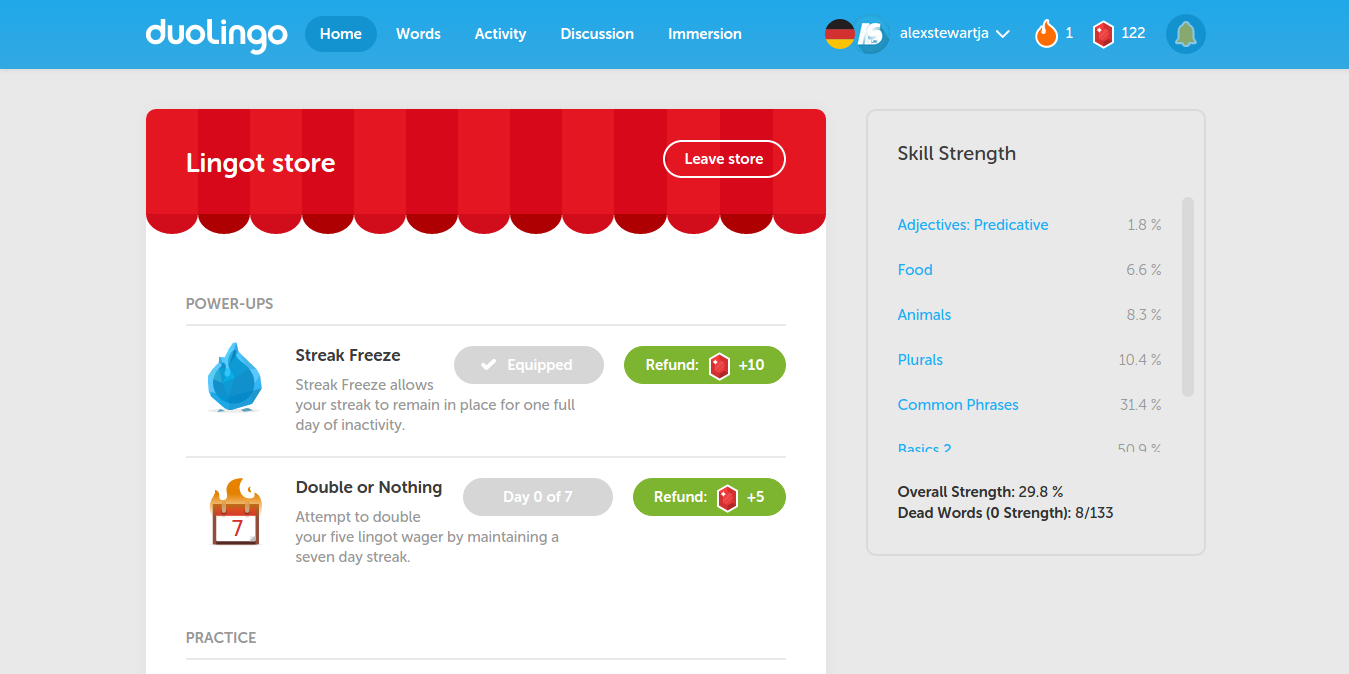 duolingo
Home
Words
Activity
Discussion
Immersion
alexstewartja
1
122
Lingot store
Leave store
POWER-UPS
Streak Freeze
Equipped
Refund: +10
Streak Freeze allows
your streak to remain in place for one full
day of inactivity.
7
Double or Nothing
Day 0 of 7
Refund: +5
Attempt to double
your five lingot wager by maintaining a
seven day streak.
PRACTICE
Skill Strength
Adjectives: Predicative 1.8 %
Food 6.6 %
Animals 8.3 %
Plurals 10.4 %
Common Phrases 31.4 %
Basics 2 50.9 %
Overall Strength: 29.8 %
Dead Words (0 Strength): 8/133